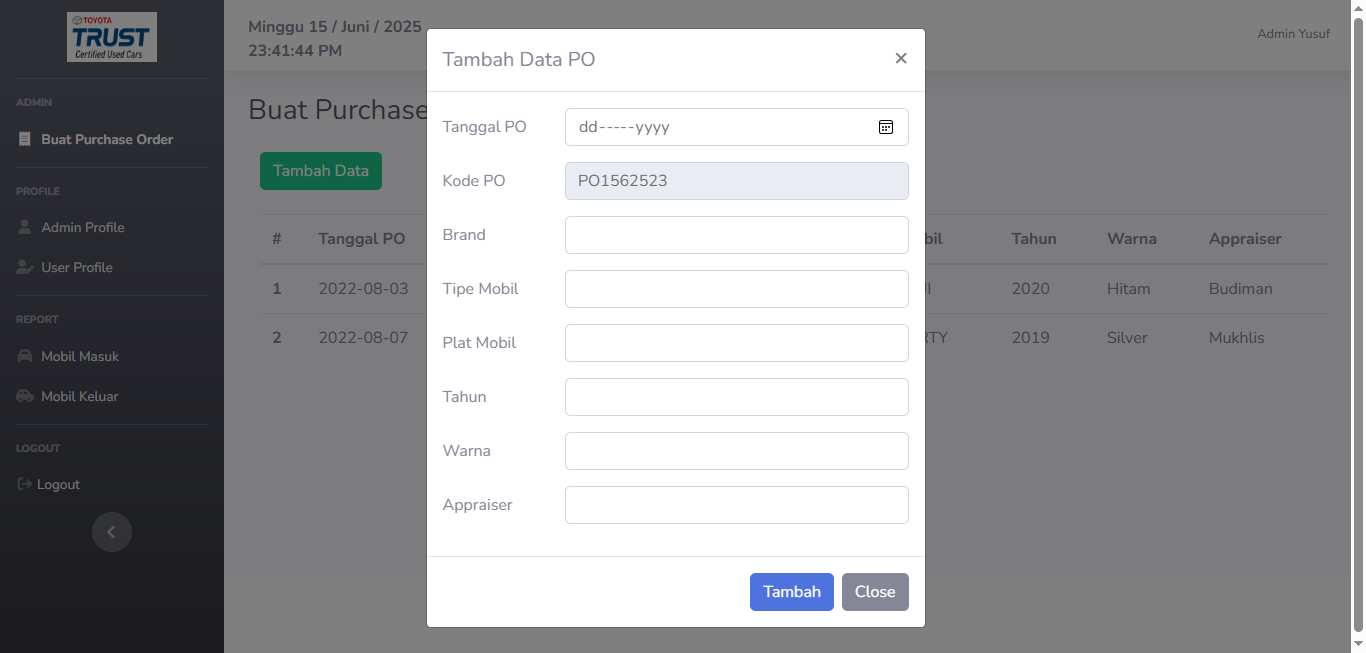 TOYOTA
TRUST
Certified Used Cars
ADMIN
Buat Purchase Order
PROFILE
Admin Profile
User Profile
REPORT
Mobil Masuk
Mobil Keluar
LOGOUT
Logout
Minggu 15 / Juni / 2025
23:41:44 PM
Admin Yusuf
Buat Purchase
Tambah Data
# Tanggal PO bil Tahun Warna Appraiser
1 2022-08-03 JI 2020 Hitam Budiman
2 2022-08-07 RTY 2019 Silver Mukhlis
Tambah Data PO ×
Tanggal PO dd-----yyyy
Kode PO PO1562523
Brand
Tipe Mobil
Plat Mobil
Tahun
Warna
Appraiser
Tambah Close